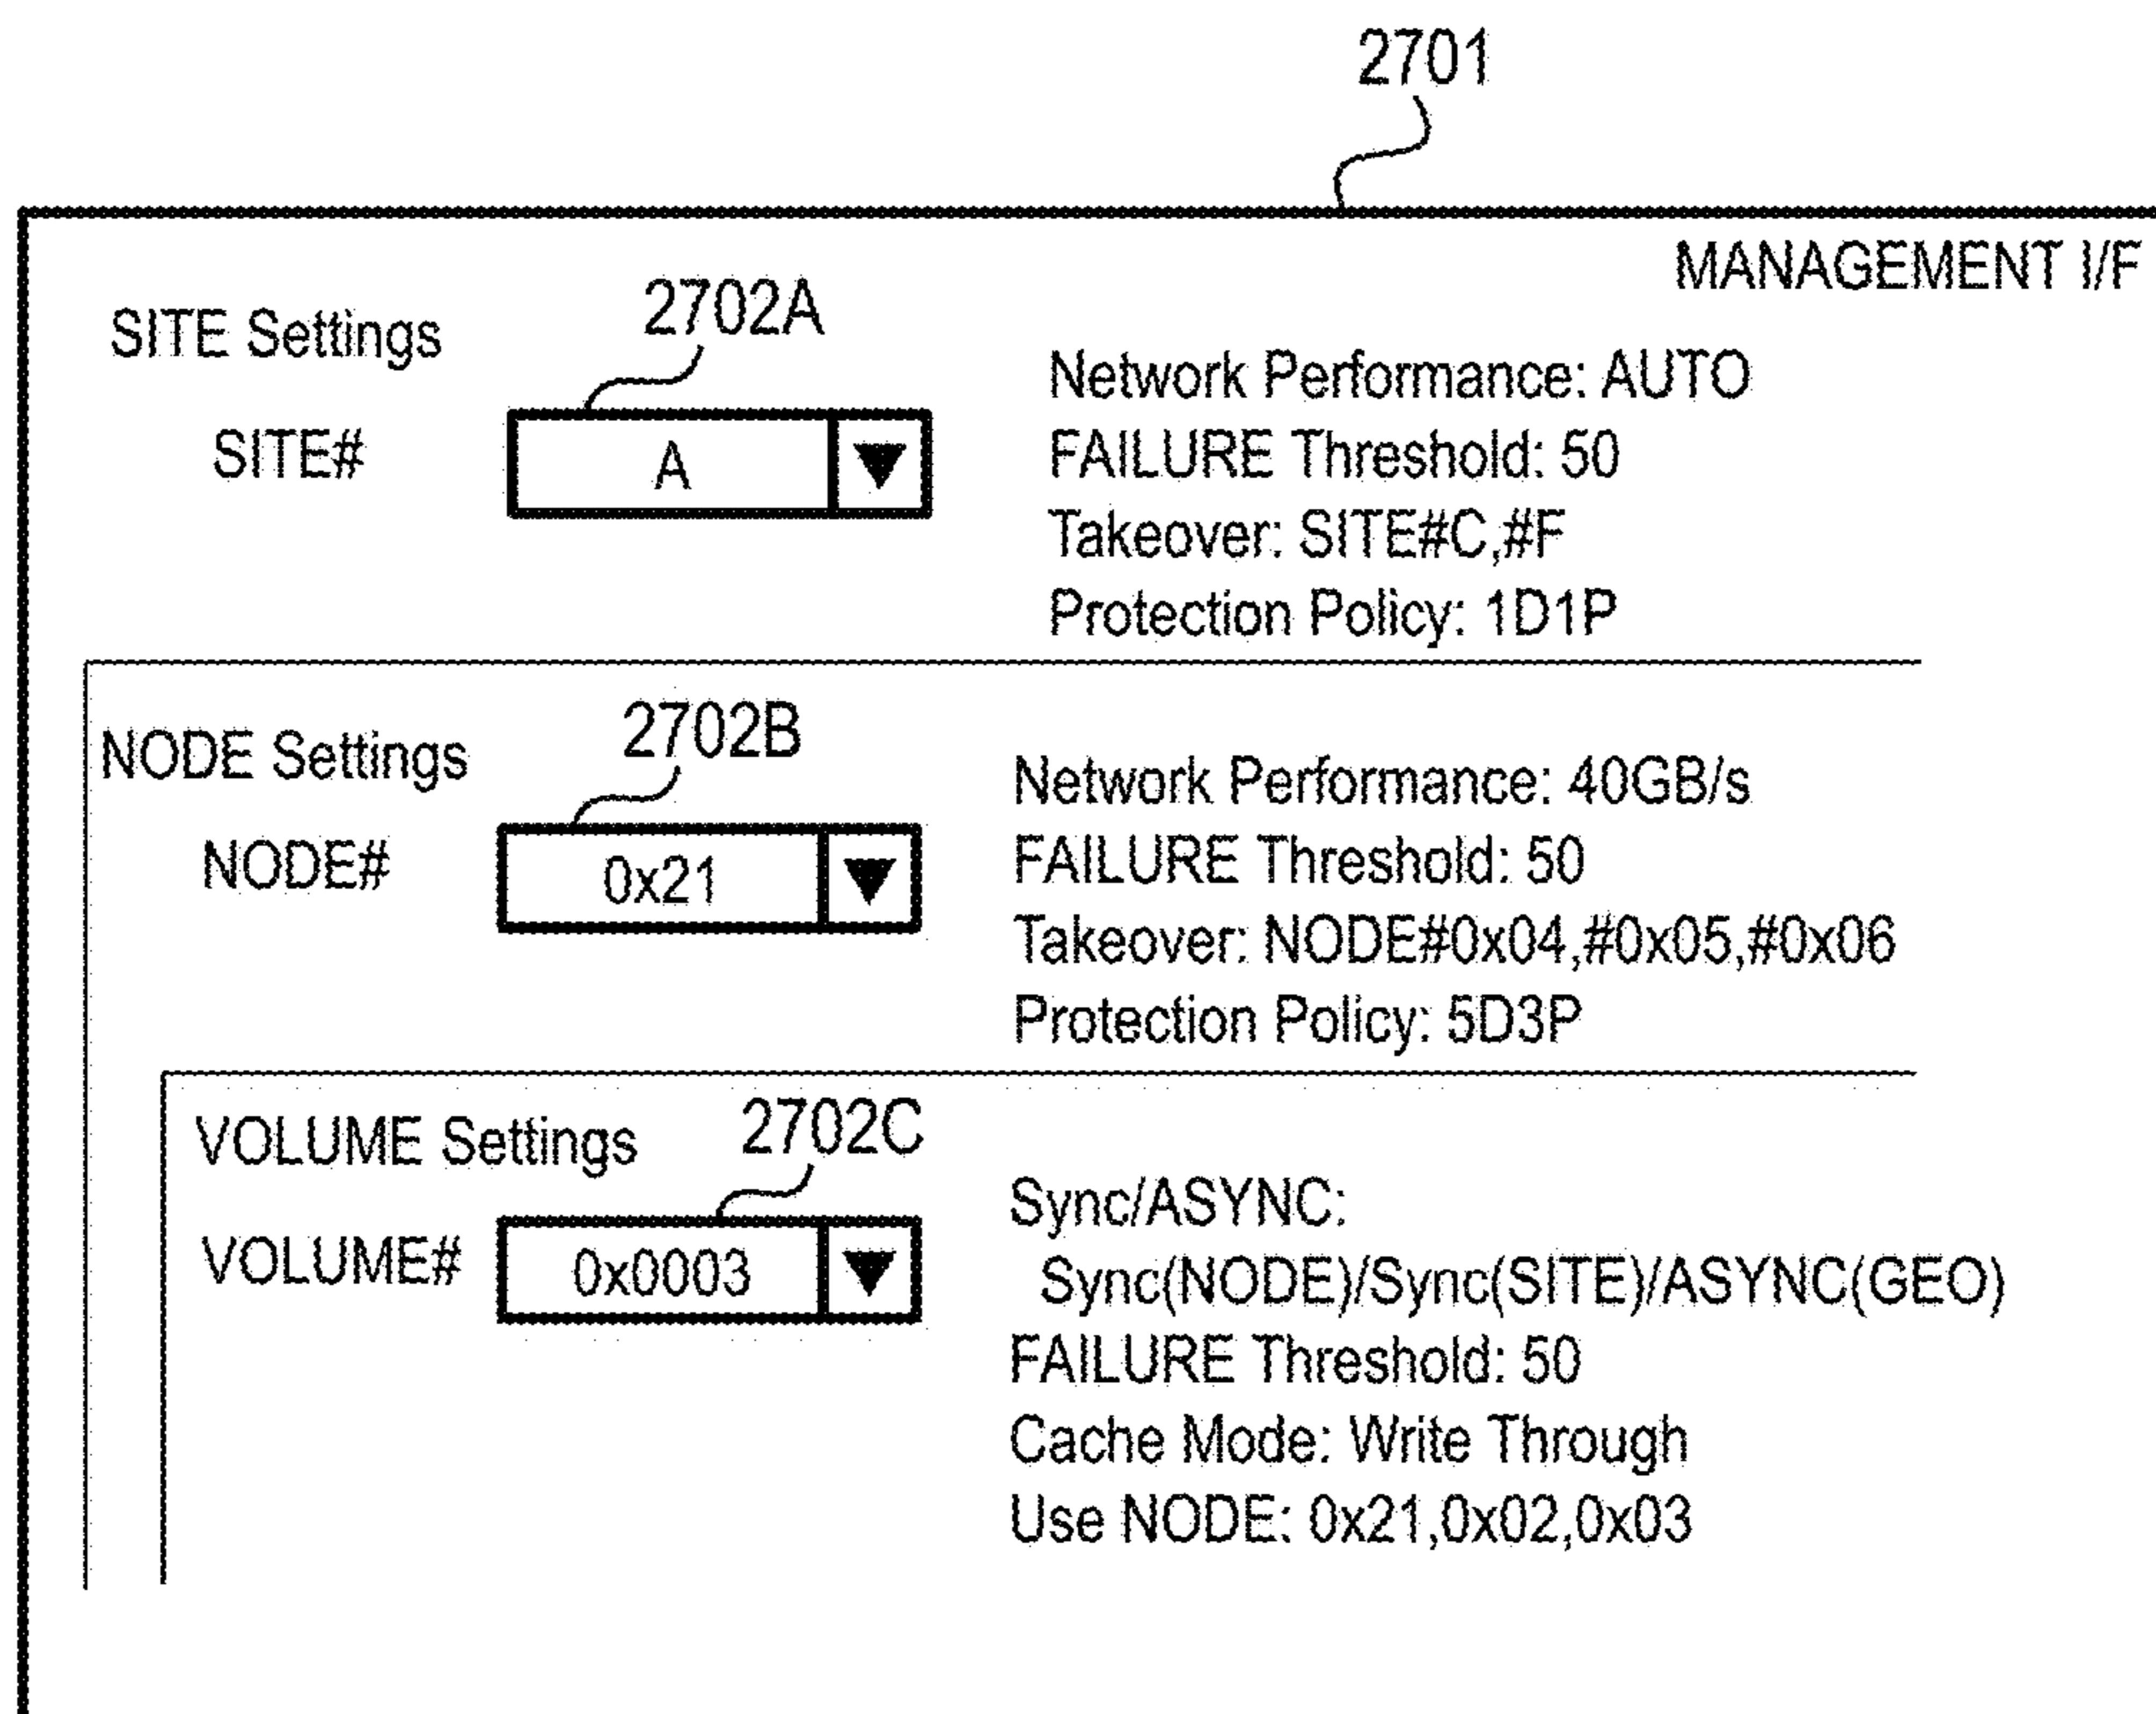 2701
MANAGEMENT I/F
SITE Settings
2702A
SITE#
A
Network Performance: AUTO
FAILURE Threshold: 50
Takeover: SITE#C,#F
Protection Policy: 1D1P
NODE Settings
2702B
NODE#
0x21
Network Performance: 40GB/s
FAILURE Threshold: 50
Takeover: NODE#0x04,#0x05,#0x06
Protection Policy: 5D3P
VOLUME Settings
2702C
VOLUME#
0x0003
Sync/ASYNC:
Sync(NODE)/Sync(SITE)/ASYNC(GEO)
FAILURE Threshold: 50
Cache Mode: Write Through
Use NODE: 0x21,0x02,0x03